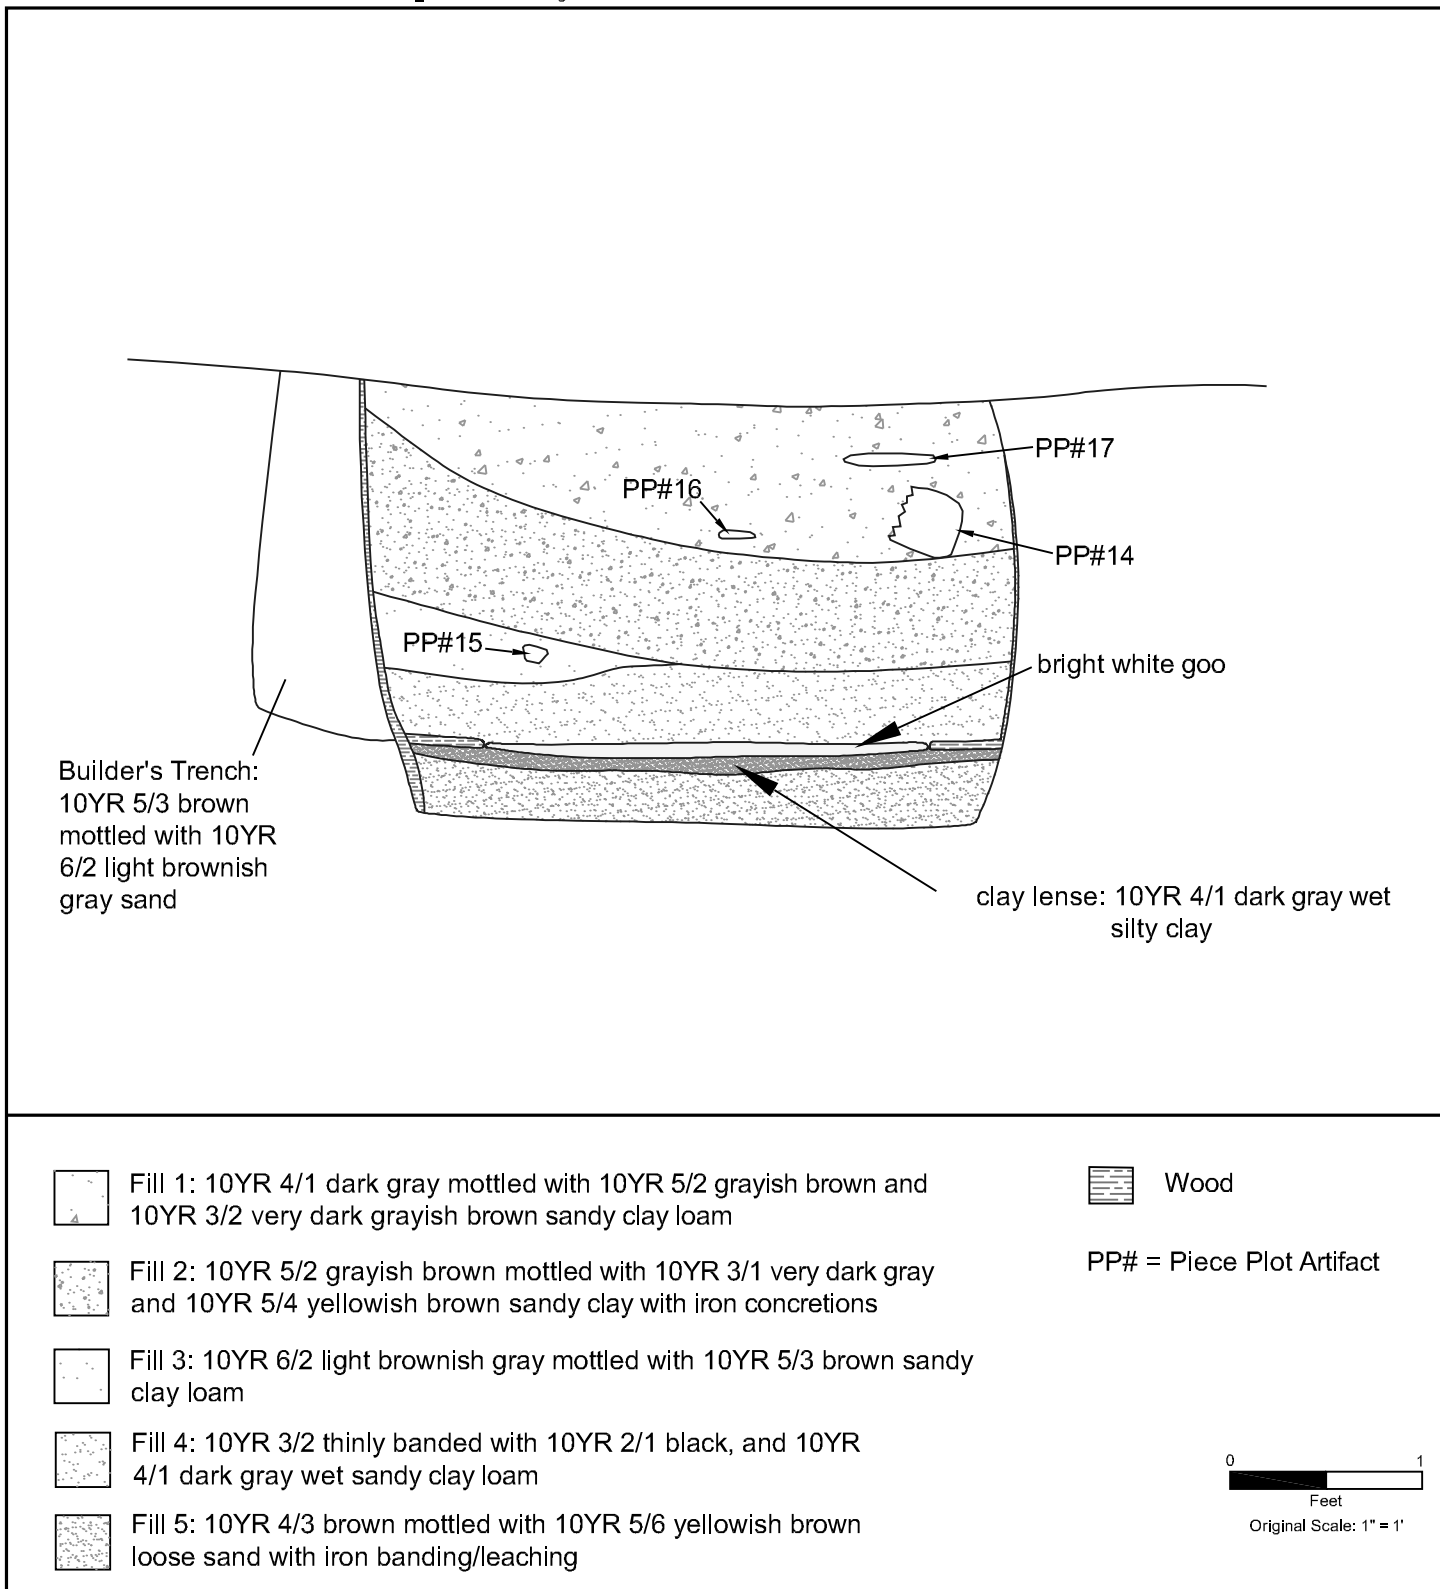 PP#17
PP#16
PP#14
PP#15
bright white goo
Builder's Trench:
10YR 5/3 brown
mottled with 10YR
6/2 light brownish
gray sand
clay lense: 10YR 4/1 dark gray wet
silty clay
Fill 1: 10YR 4/1 dark gray mottled with 10YR 5/2 grayish brown and
10YR 3/2 very dark grayish brown sandy clay loam
Fill 2: 10YR 5/2 grayish brown mottled with 10YR 3/1 very dark gray
and 10YR 5/4 yellowish brown sandy clay with iron concretions
Fill 3: 10YR 6/2 light brownish gray mottled with 10YR 5/3 brown sandy
clay loam
Fill 4: 10YR 3/2 thinly banded with 10YR 2/1 black, and 10YR
4/1 dark gray wet sandy clay loam
Fill 5: 10YR 4/3 brown mottled with 10YR 5/6 yellowish brown
loose sand with iron banding/leaching
Wood
PP# = Piece Plot Artifact
0 1
Feet
Original Scale: 1" = 1'